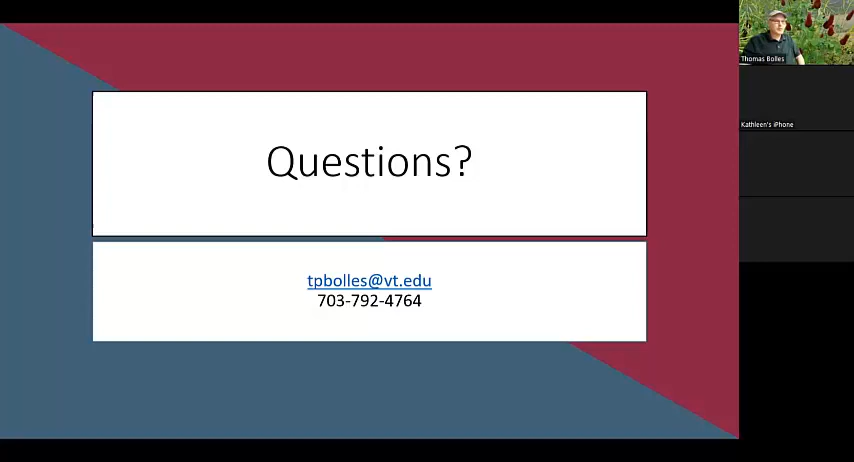 Questions?
tpbolles@vt.edu
703-792-4764
Thomas Bolles
Kathleen's iPhone